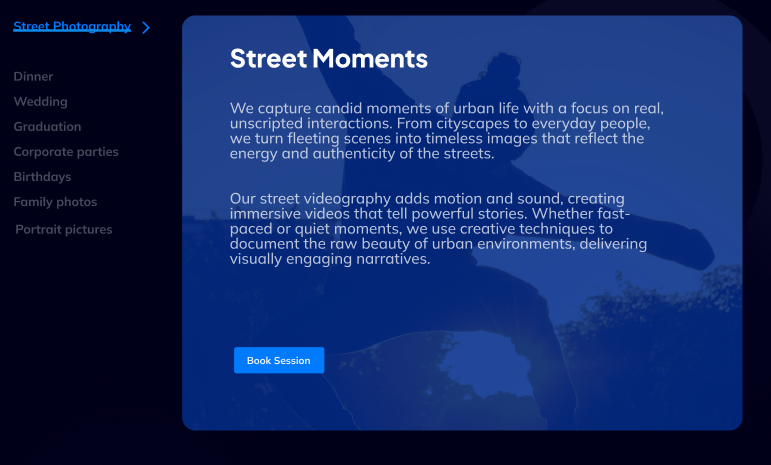 Street Photography
Dinner
Wedding
Graduation
Corporate parties
Birthdays
Family photos
Portrait pictures
Street Moments
We capture candid moments of urban life with a focus on real,
unscripted interactions. From cityscapes to everyday people,
we turn fleeting scenes into timeless images that reflect the
energy and authenticity of the streets.
Our street videography adds motion and sound, creating
immersive videos that tell powerful stories. Whether fast-
paced or quiet moments, we use creative techniques to
document the raw beauty of urban environments, delivering
visually engaging narratives.
Book Session